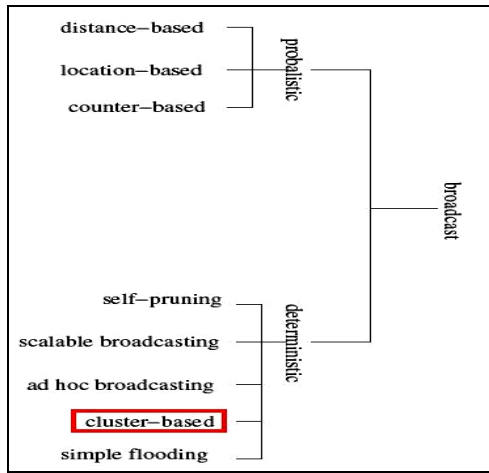 distance-based
location-based
counter-based
probalistic
broadcast
self-pruning
scalable broadcasting
ad hoc broadcasting
cluster-based
simple flooding
deterministic